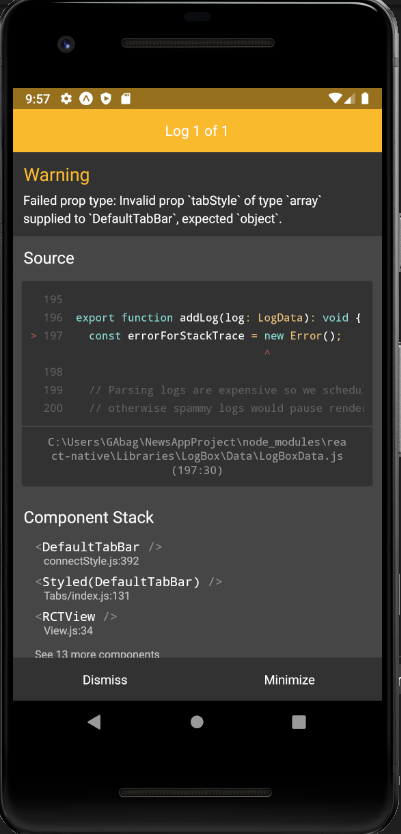 9:57
Log 1 of 1
Warning
Failed prop type: Invalid prop `tabStyle` of type `array`
supplied to `DefaultTabBar`, expected `object`.
Source
195
196 export function addLog(log: LogData): void {
> 197 const errorForStackTrace = new Error();
^
198
199 // Parsing logs are expensive so we schedu
200 // otherwise spammy logs would pause render
C:\Users\GAbag\NewsAppProject\node_modules\rea
ct-native\Libraries\LogBox\Data\LogBoxData.js
(197:30)
Component Stack
<DefaultTabBar />
connectStyle.js:392
<Styled(DefaultTabBar) />
Tabs/index.js:131
<RCTView />
View.js:34
See 13 more components
Dismiss Minimize